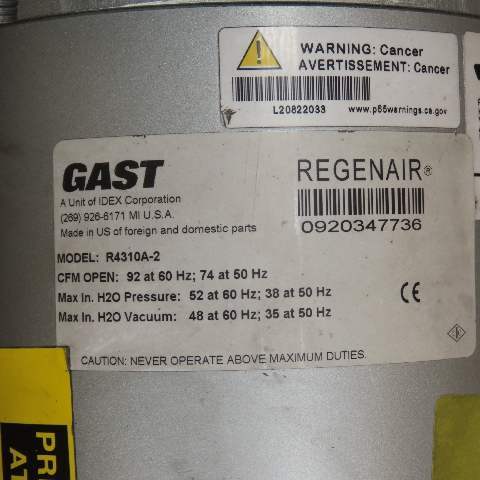 WARNING: Cancer
AVERTISSEMENT: Cancer
L20822033 www.p65warnings.ca.gov
GAST
A Unit of IDEX Corporation
(269) 926-6171 MI U.S.A.
Made in US of foreign and domestic parts
REGENAIR®
0920347736
MODEL: R4310A-2
CFM OPEN: 92 at 60 Hz; 74 at 50 Hz
Max In. H2O Pressure: 52 at 60 Hz; 38 at 50 Hz
Max In. H2O Vacuum: 48 at 60 Hz; 35 at 50 Hz
CE
CAUTION: NEVER OPERATE ABOVE MAXIMUM DUTIES.